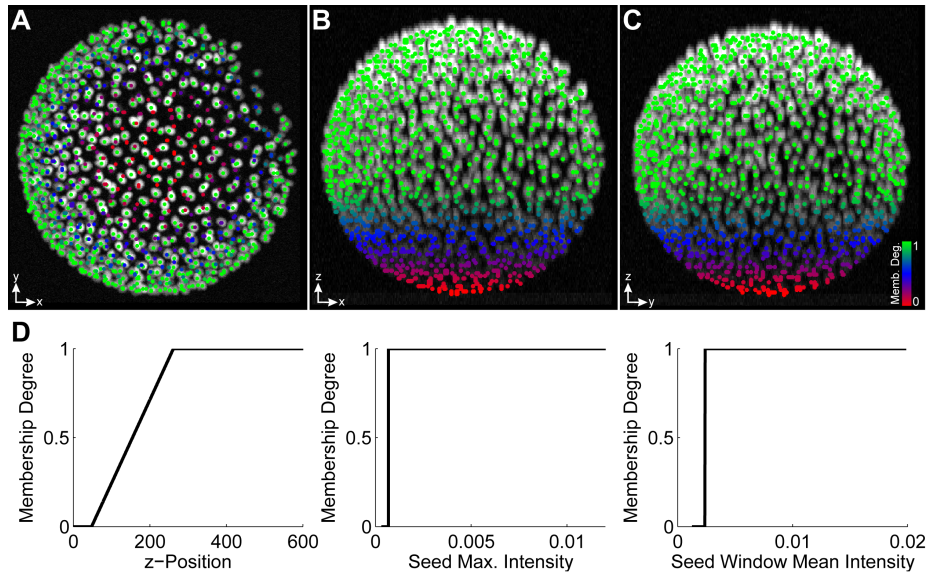 A
B
C
y
x
z
x
z
y
Memb. Deg.
1
0
D
Membership Degree
1
0.5
0
0
200
400
600
z−Position
Membership Degree
1
0.5
0
0
0.005
0.01
Seed Max. Intensity
Membership Degree
1
0.5
0
0
0.01
0.02
Seed Window Mean Intensity